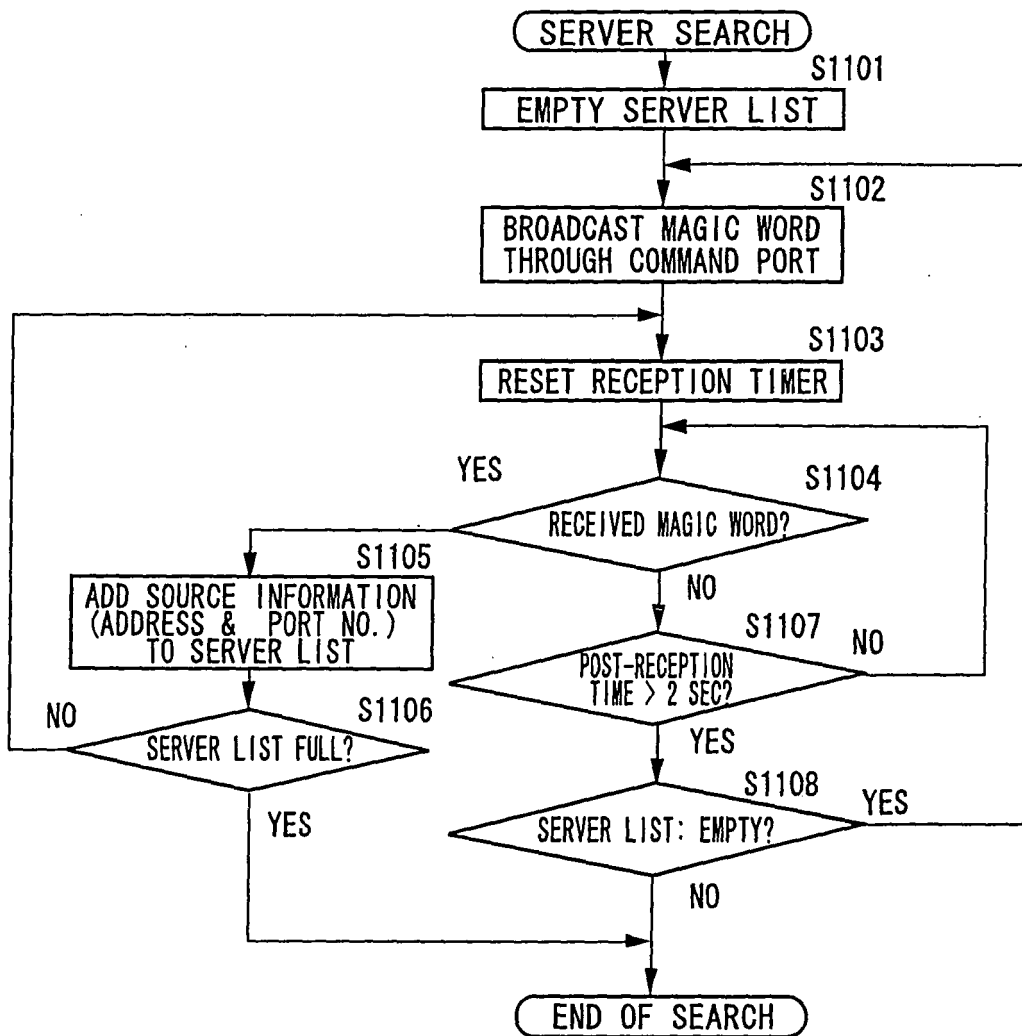 SERVER SEARCH
S1101
EMPTY SERVER LIST
S1102
BROADCAST MAGIC WORD
THROUGH COMMAND PORT
S1103
RESET RECEPTION TIMER
YES
S1104
RECEIVED MAGIC WORD?
S1105
NO
ADD SOURCE INFORMATION
(ADDRESS & PORT NO.)
TO SERVER LIST
S1107
NO
POST-RECEPTION
TIME > 2 SEC?
NO
S1106
SERVER LIST FULL?
YES
S1108
YES
YES
SERVER LIST: EMPTY?
NO
END OF SEARCH